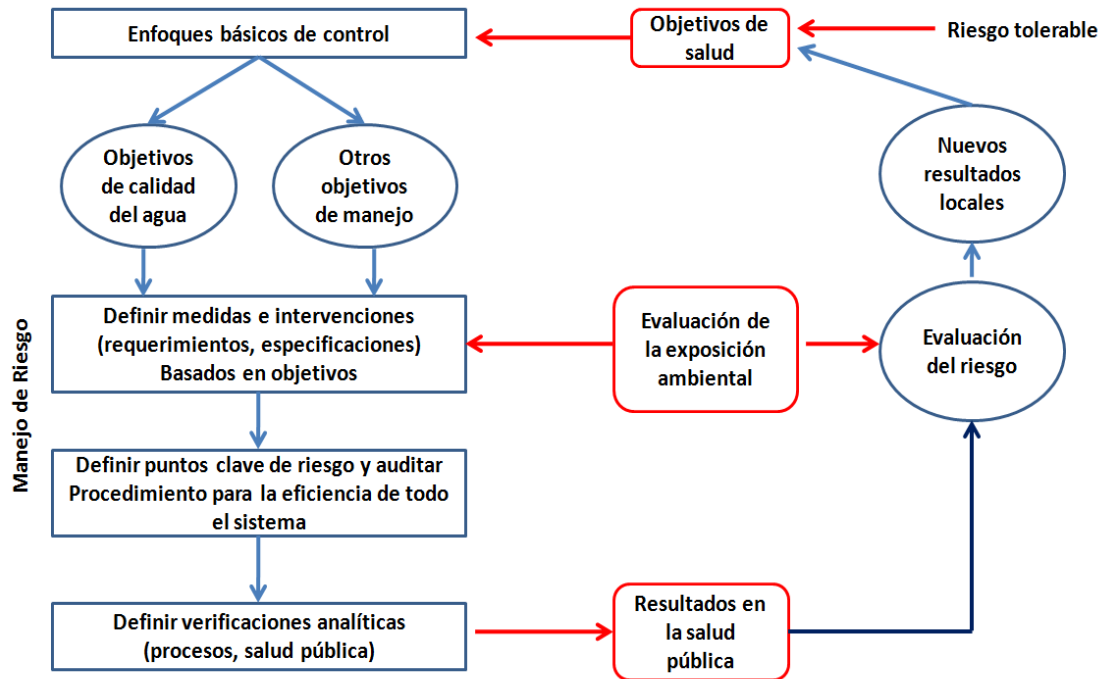 Enfoques básicos de control
Objetivos de
salud
Riesgo tolerable
Objetivos
de calidad
del agua
Otros
objetivos
de manejo
Nuevos
resultados
locales
Manejo de Riesgo
Definir medidas e intervenciones
(requerimientos, especificaciones)
Basados en objetivos
Evaluación de
la exposición
ambiental
Evaluación
del riesgo
Definir puntos clave de riesgo y auditar
Procedimiento para la eficiencia de todo
el sistema
Definir verificaciones analíticas
(procesos, salud pública)
Resultados en
la salud
pública